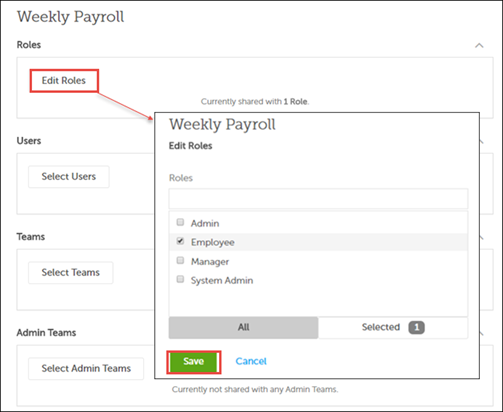 Weekly Payroll
Roles
Edit Roles
Currently shared with 1 Role.
Users
Select Users
Teams
Select Teams
Admin Teams
Select Admin Teams
Currently not shared with any Admin Teams.
Weekly Payroll
Edit Roles
Roles
Admin
Employee
Manager
System Admin
All
Selected 1
Save
Cancel